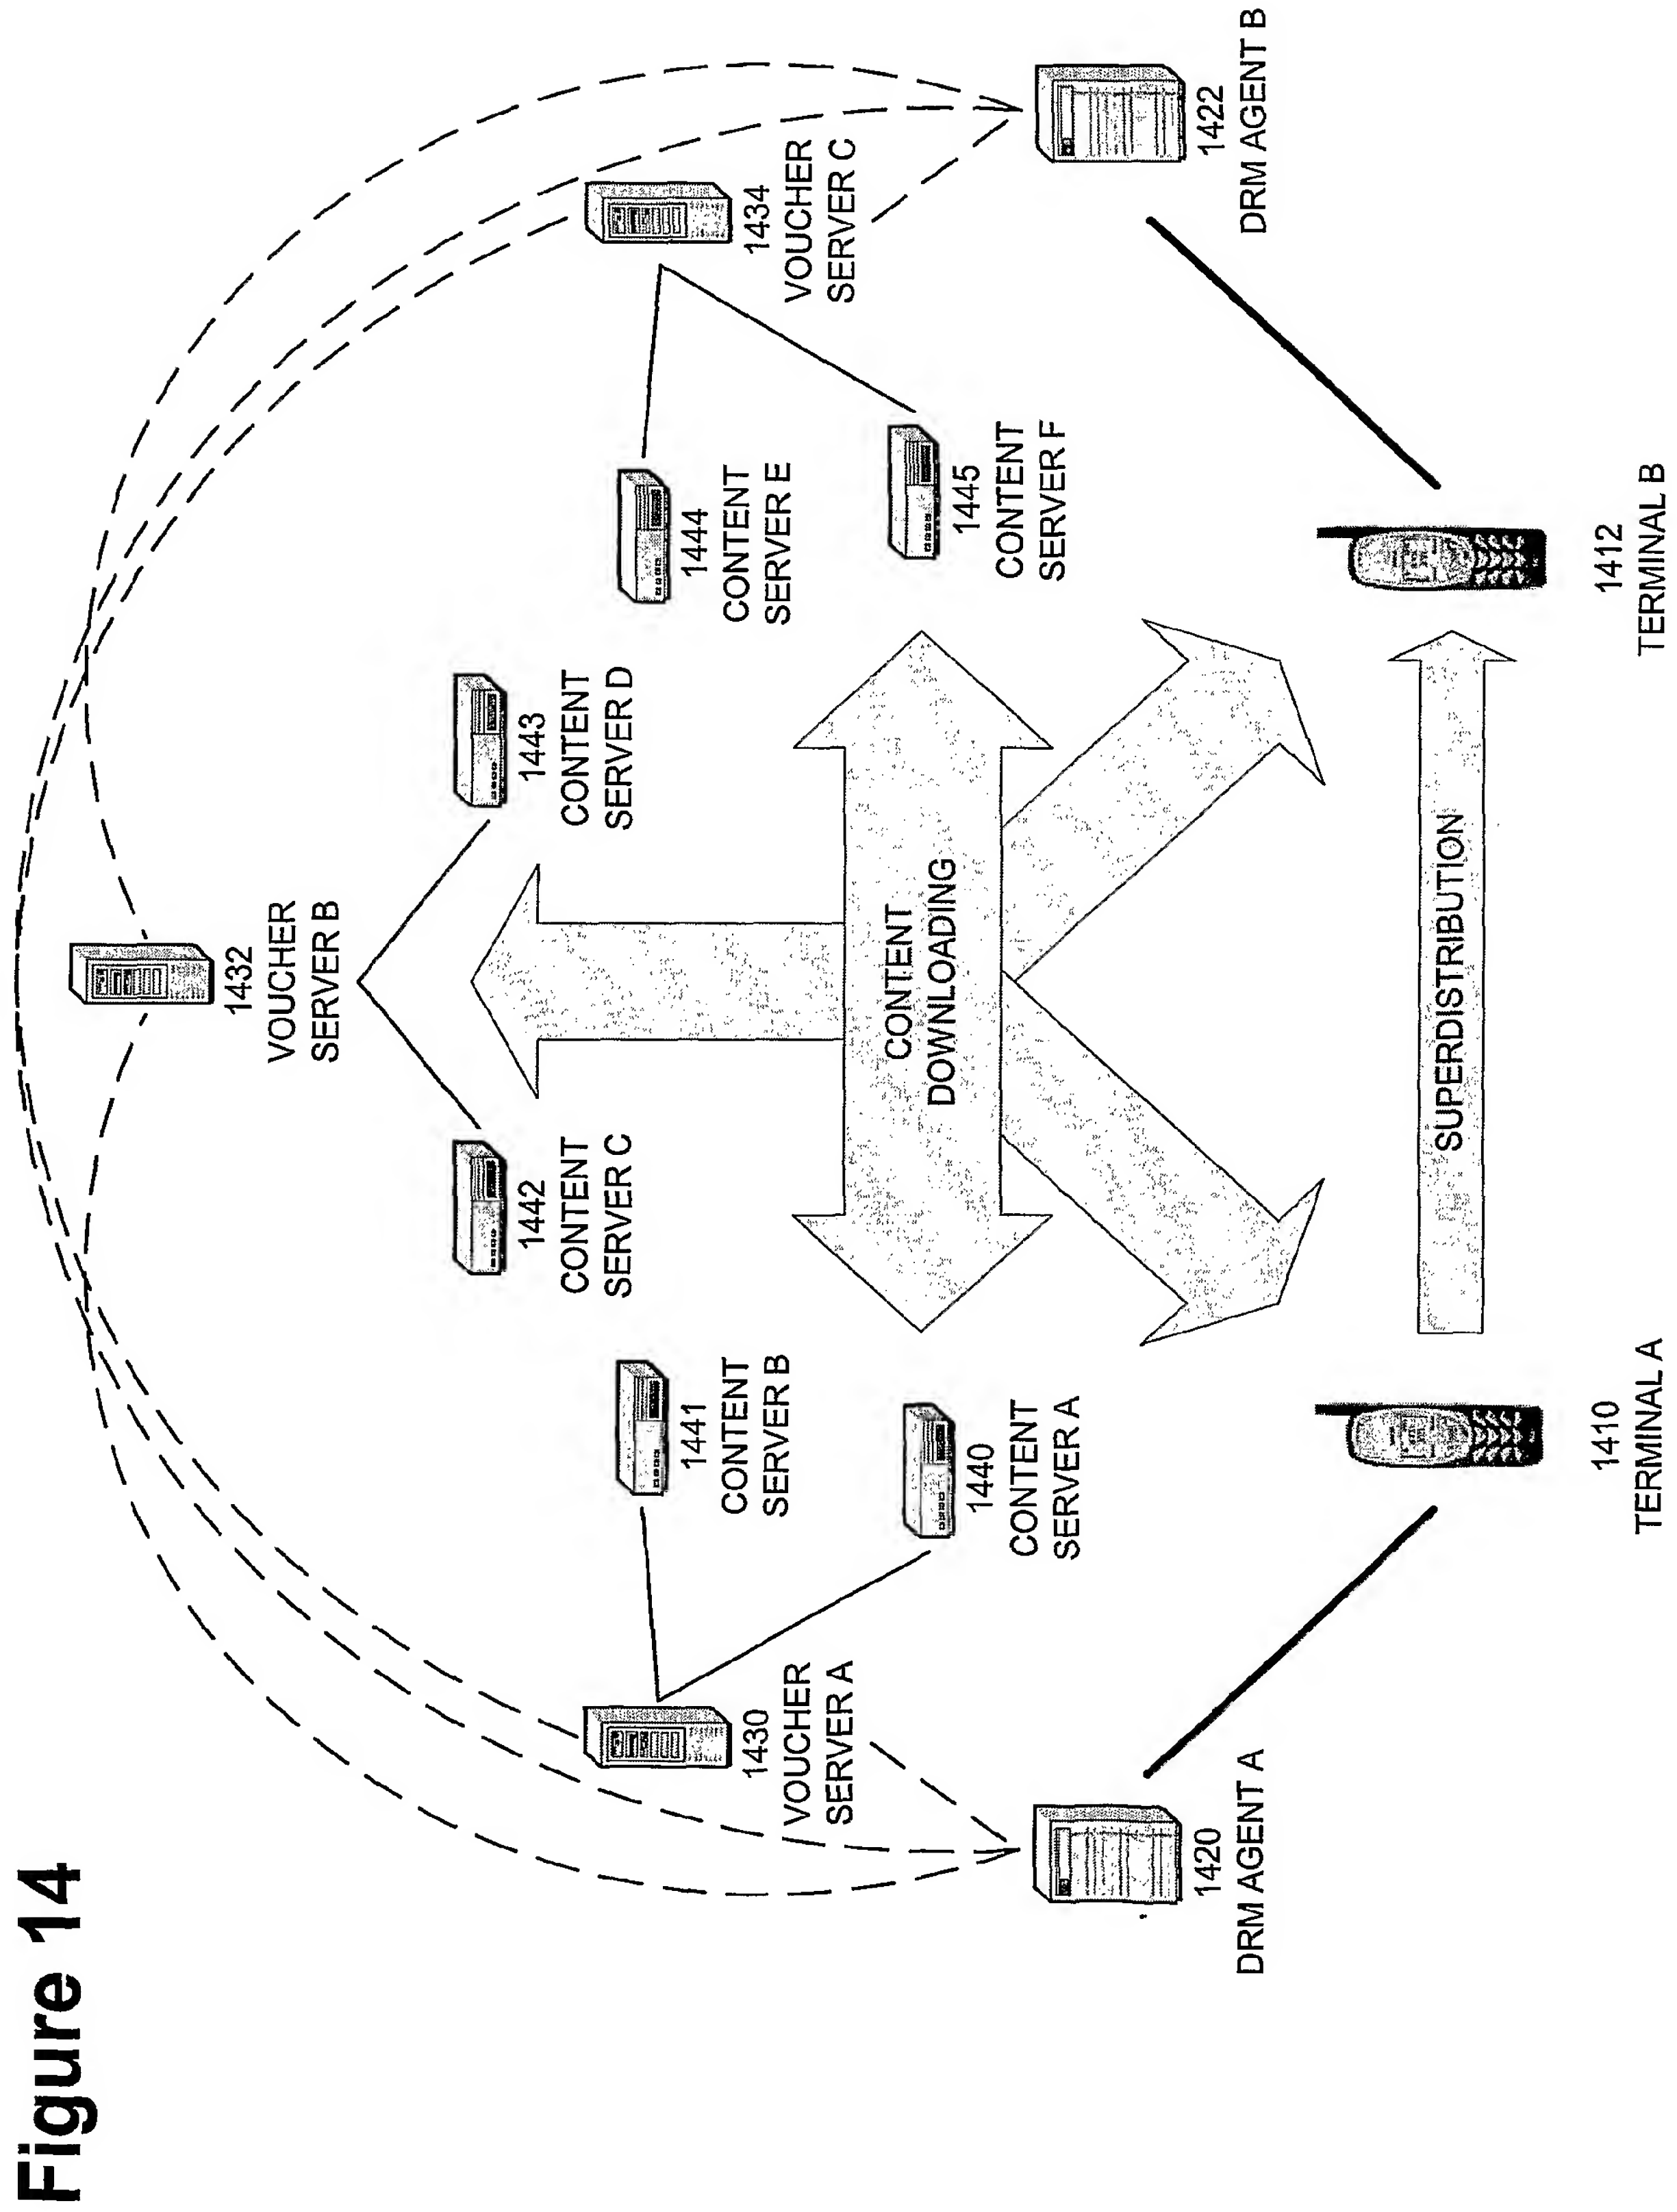 Figure 14
1432
VOUCHER
SERVER B
1442
CONTENT
SERVER C
1443
CONTENT
SERVER D
1430
VOUCHER
SERVER A
1441
CONTENT
SERVER B
1444
CONTENT
SERVER E
1434
VOUCHER
SERVER C
1440
CONTENT
SERVER A
CONTENT
DOWNLOADING
1445
CONTENT
SERVER F
1420
DRM AGENT A
1422
DRM AGENT B
SUPERDISTRIBUTION
1410
TERMINAL A
1412
TERMINAL B